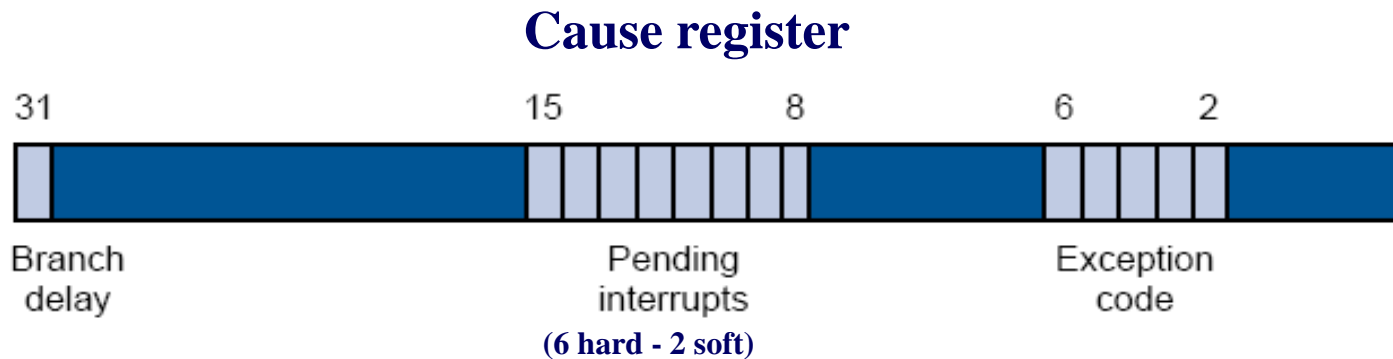 Cause register
31 15 8 6 2
Branch Pending Exception
delay interrupts code
(6 hard - 2 soft)